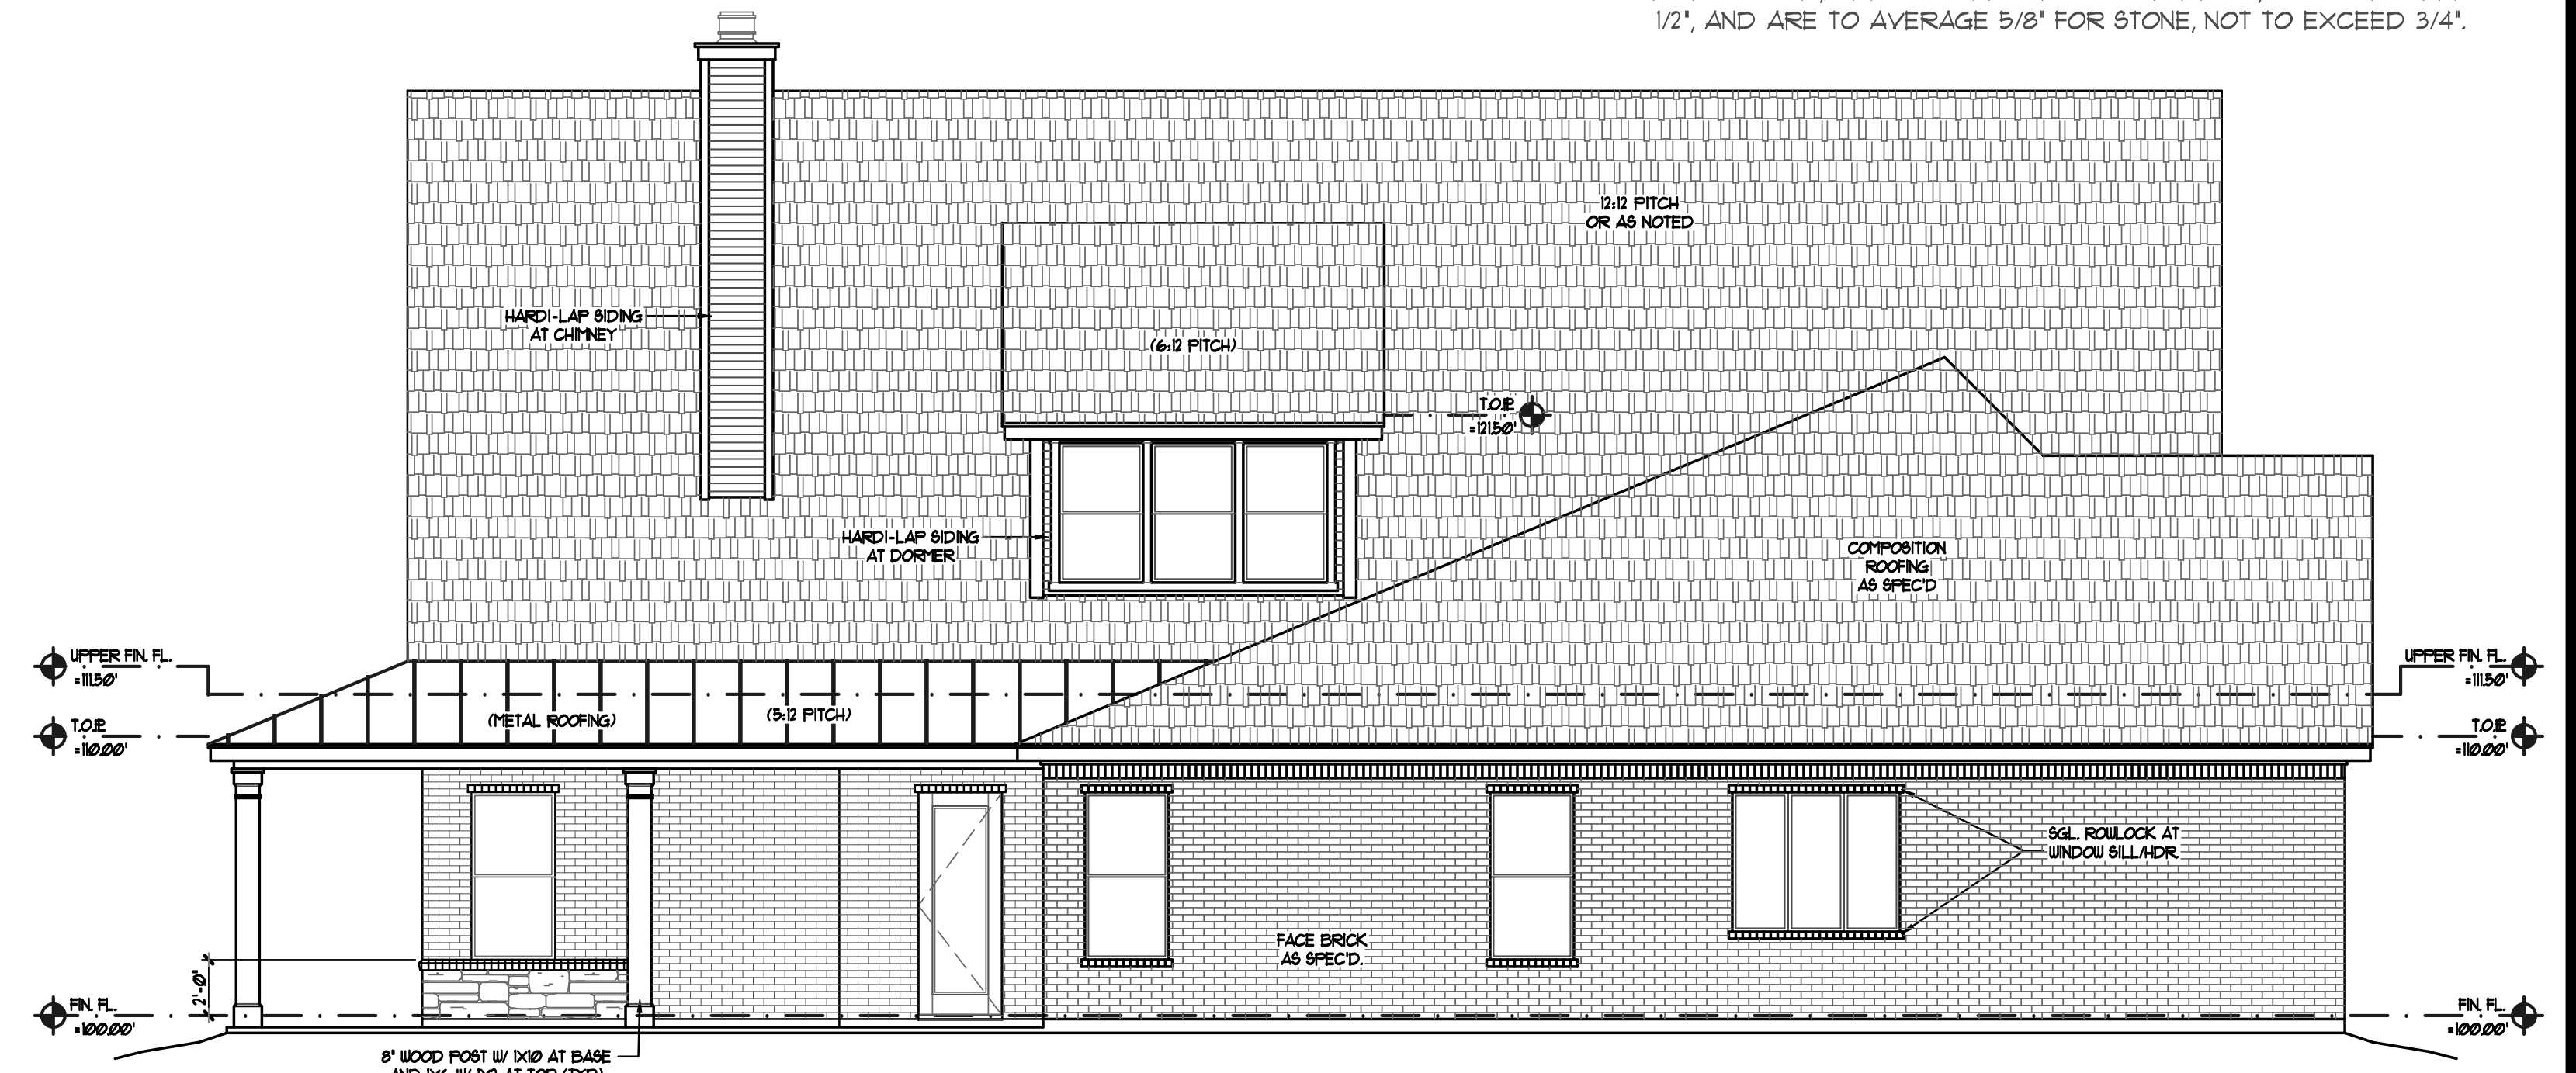 1/2", AND ARE TO AVERAGE 5/8" FOR STONE, NOT TO EXCEED 3/4".
12:12 PITCH
OR AS NOTED
HARDI-LAP SIDING
AT CHIMNEY
(6:12 PITCH)
T.O.P.
=121.50'
HARDI-LAP SIDING
AT DORMER
COMPOSITION
ROOFING
AS SPEC'D
UPPER FIN. FL.
=111.50'
UPPER FIN. FL.
=111.50'
(METAL ROOFING)
(5:12 PITCH)
T.O.P.
=110.00'
T.O.P.
=110.00'
SGL. ROWLOCK AT
WINDOW SILL/HDR.
FACE BRICK
AS SPEC'D.
2'-0"
FIN. FL.
=100.00'
FIN. FL.
=100.00'
8" WOOD POST W/ 1X10 AT BASE